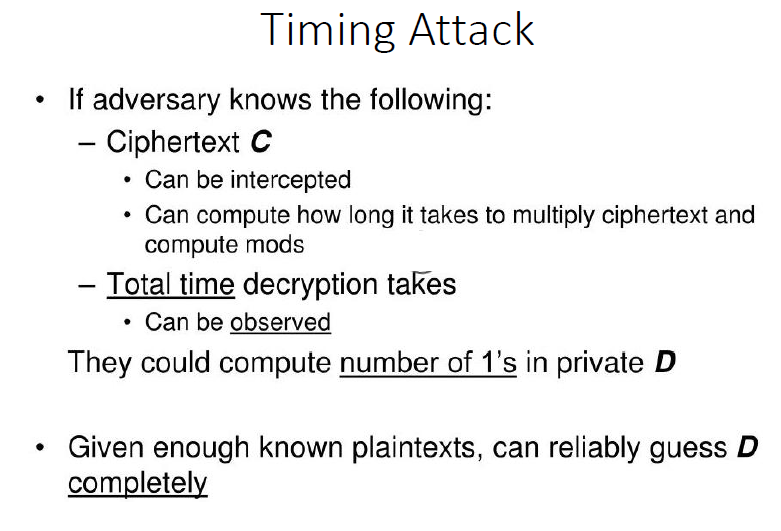 Timing Attack
• If adversary knows the following:
– Ciphertext C
• Can be intercepted
• Can compute how long it takes to multiply ciphertext and
compute mods
– Total time decryption takes
• Can be observed
They could compute number of 1's in private D
• Given enough known plaintexts, can reliably guess D
completely